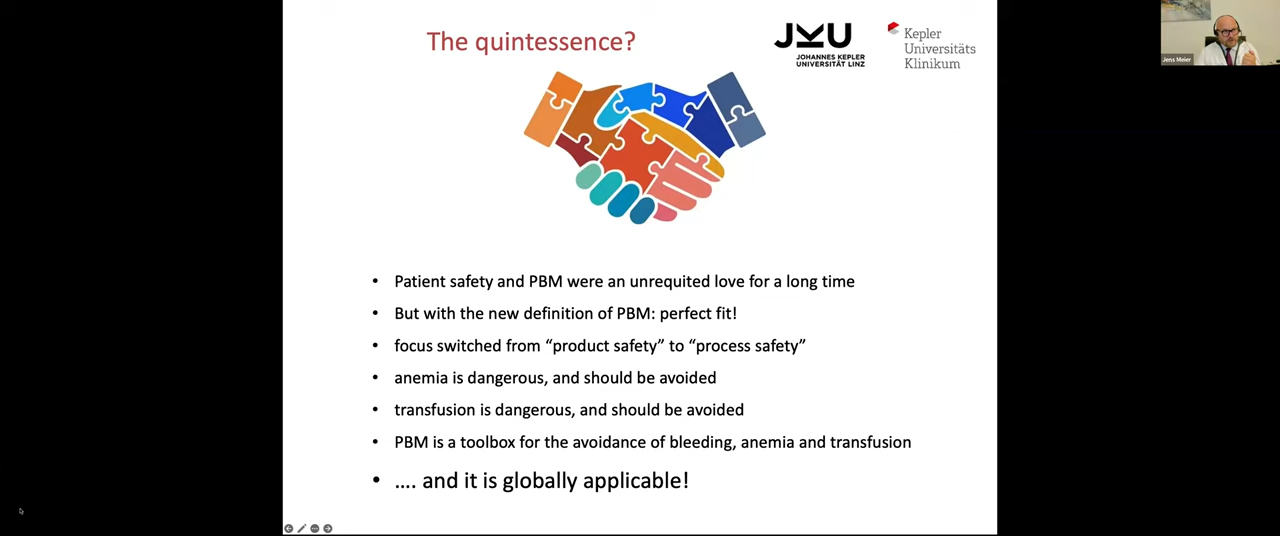 The quintessence?
JKU
JOHANNES KEPLER
UNIVERSITÄT LINZ
Kepler
Universitäts
Klinikum
Jens Meier
• Patient safety and PBM were an unrequited love for a long time
• But with the new definition of PBM: perfect fit!
• focus switched from “product safety” to “process safety”
• anemia is dangerous, and should be avoided
• transfusion is dangerous, and should be avoided
• PBM is a toolbox for the avoidance of bleeding, anemia and transfusion
• …. and it is globally applicable!